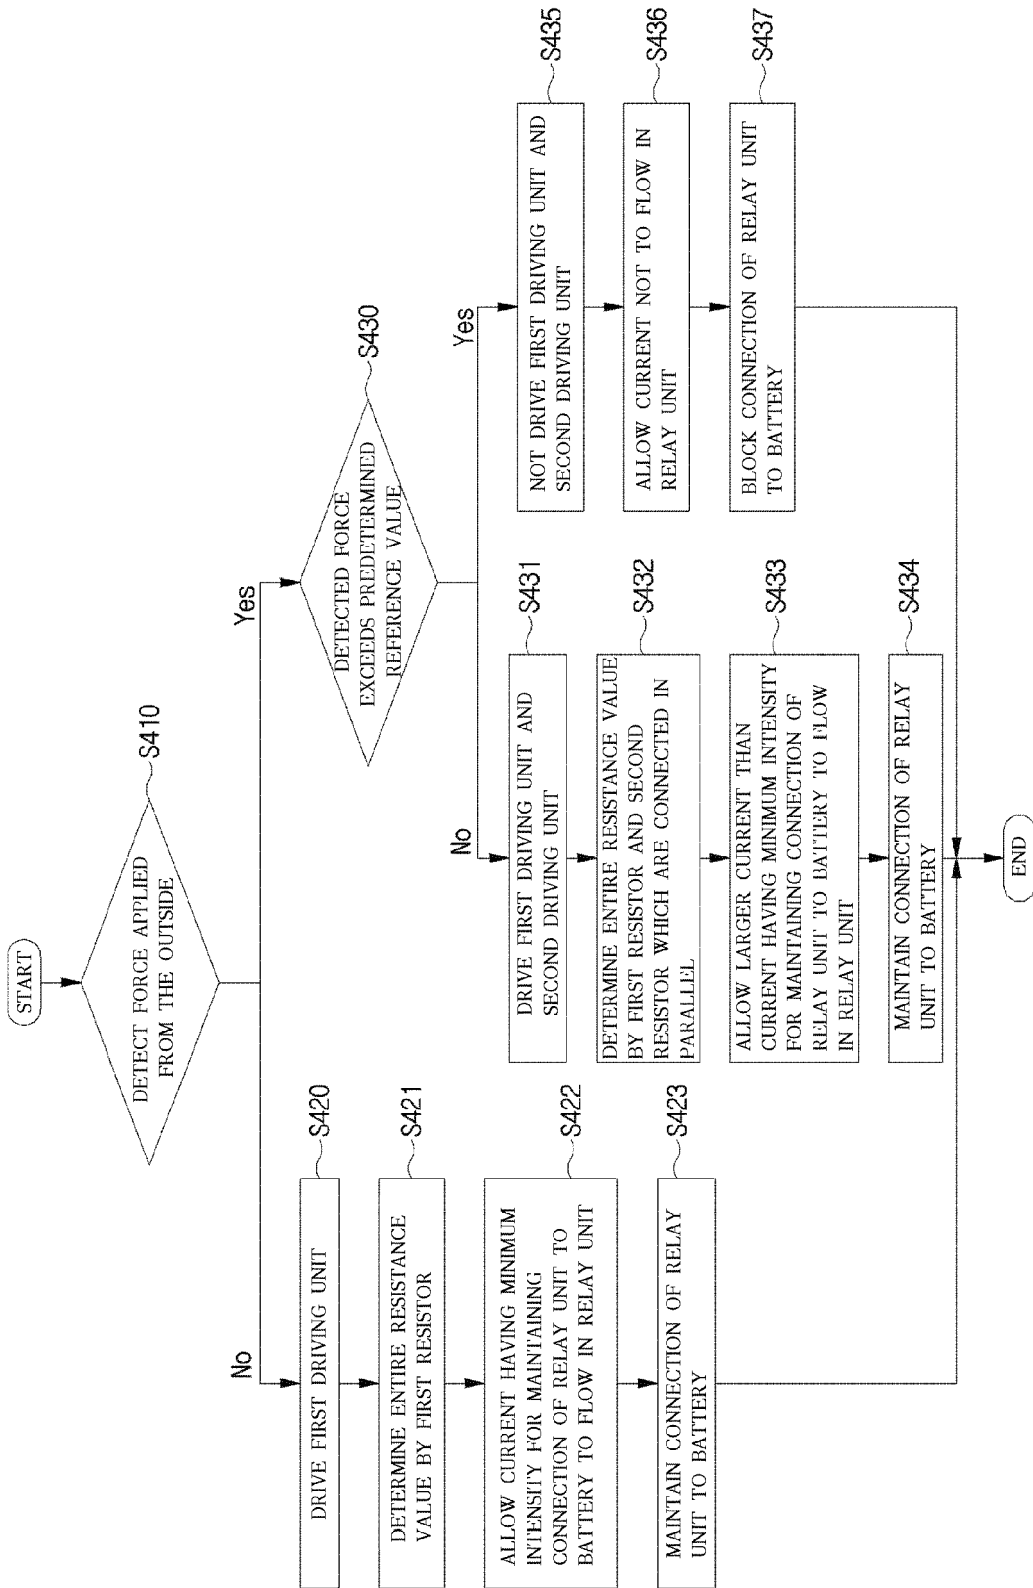 START
DETECT FORCE APPLIED
FROM THE OUTSIDE
S410
No
Yes
DRIVE FIRST DRIVING UNIT
S420
DETERMINE ENTIRE RESISTANCE
VALUE BY FIRST RESISTOR
S421
ALLOW CURRENT HAVING MINIMUM
INTENSITY FOR MAINTAINING
CONNECTION OF RELAY UNIT TO
BATTERY TO FLOW IN RELAY UNIT
S422
MAINTAIN CONNECTION OF RELAY
UNIT TO BATTERY
S423
DETECTED FORCE
EXCEEDS PREDETERMINED
REFERENCE VALUE
S430
No
Yes
DRIVE FIRST DRIVING UNIT AND
SECOND DRIVING UNIT
S431
DETERMINE ENTIRE RESISTANCE VALUE
BY FIRST RESISTOR AND SECOND
RESISTOR WHICH ARE CONNECTED IN
PARALLEL
S432
ALLOW LARGER CURRENT THAN
CURRENT HAVING MINIMUM INTENSITY
FOR MAINTAINING CONNECTION OF
RELAY UNIT TO BATTERY TO FLOW
IN RELAY UNIT
S433
MAINTAIN CONNECTION OF RELAY
UNIT TO BATTERY
S434
NOT DRIVE FIRST DRIVING UNIT AND
SECOND DRIVING UNIT
S435
ALLOW CURRENT NOT TO FLOW IN
RELAY UNIT
S436
BLOCK CONNECTION OF RELAY UNIT
TO BATTERY
S437
END